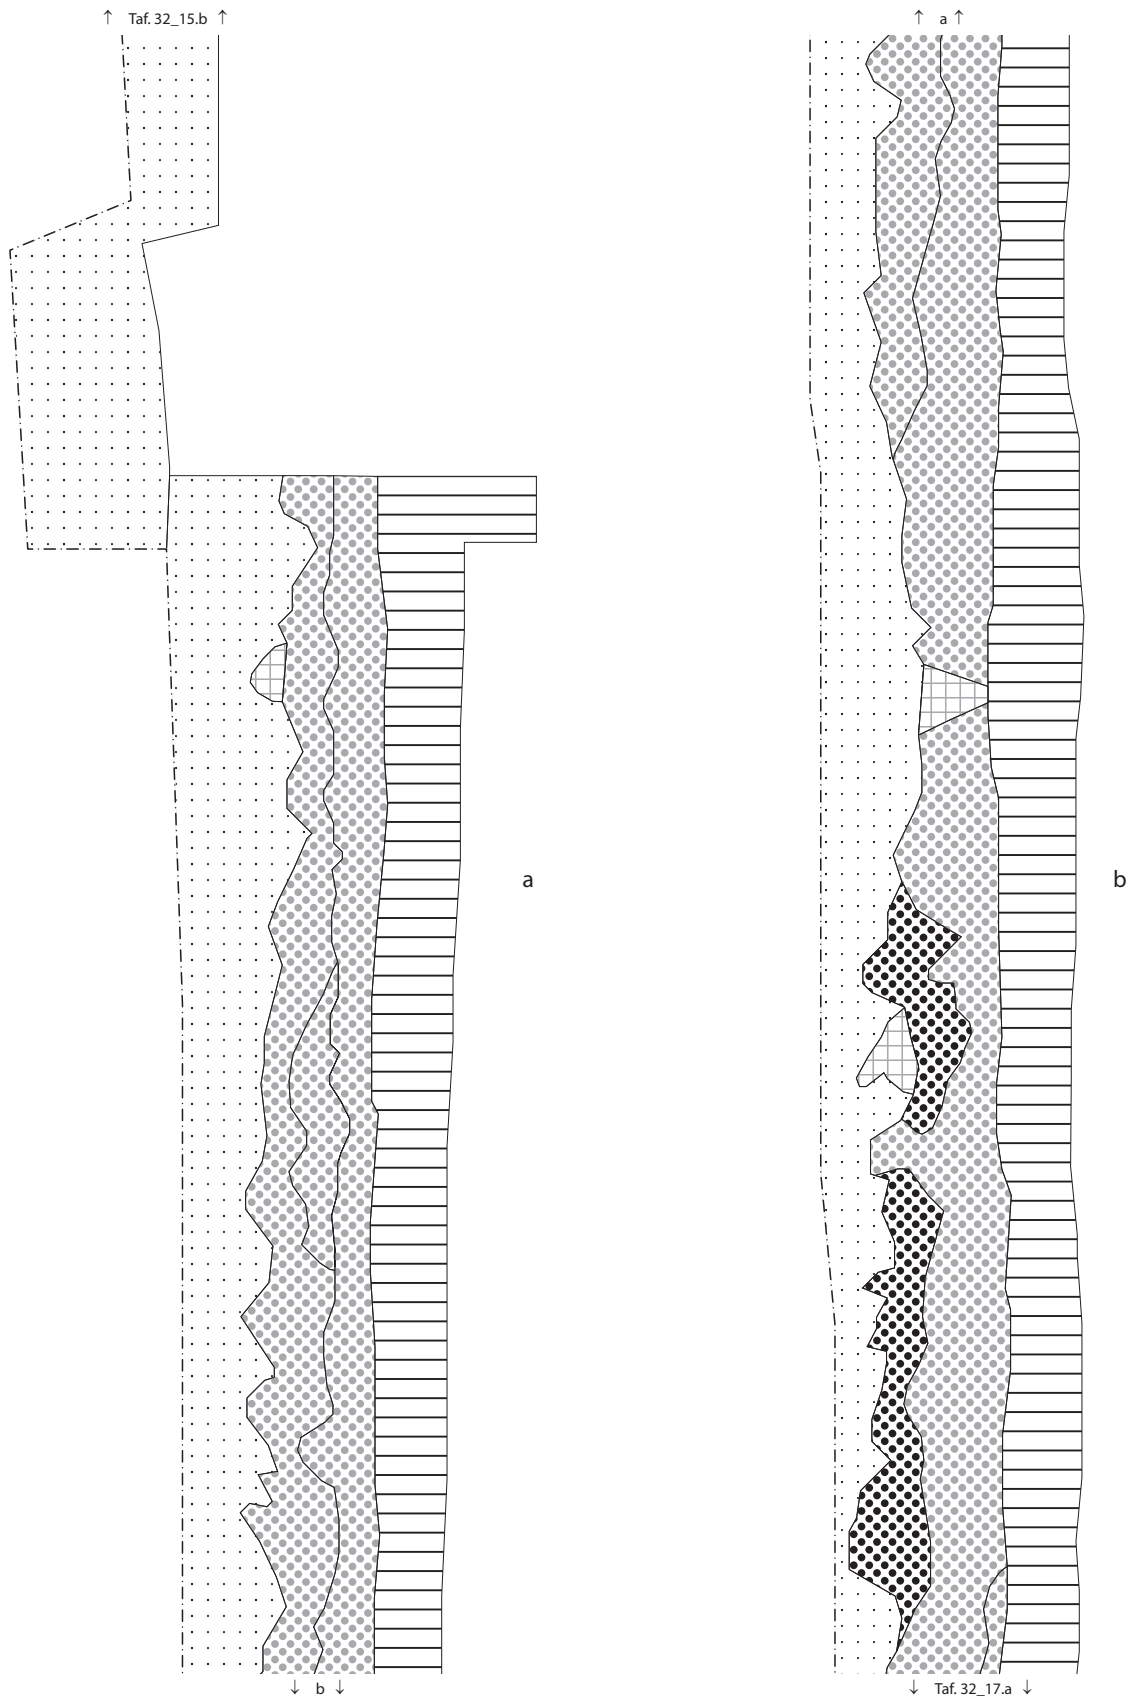 ↑ Taf. 32_15.b ↑
↑ a ↑
a
b
↓ b ↓
↓ Taf. 32_17.a ↓